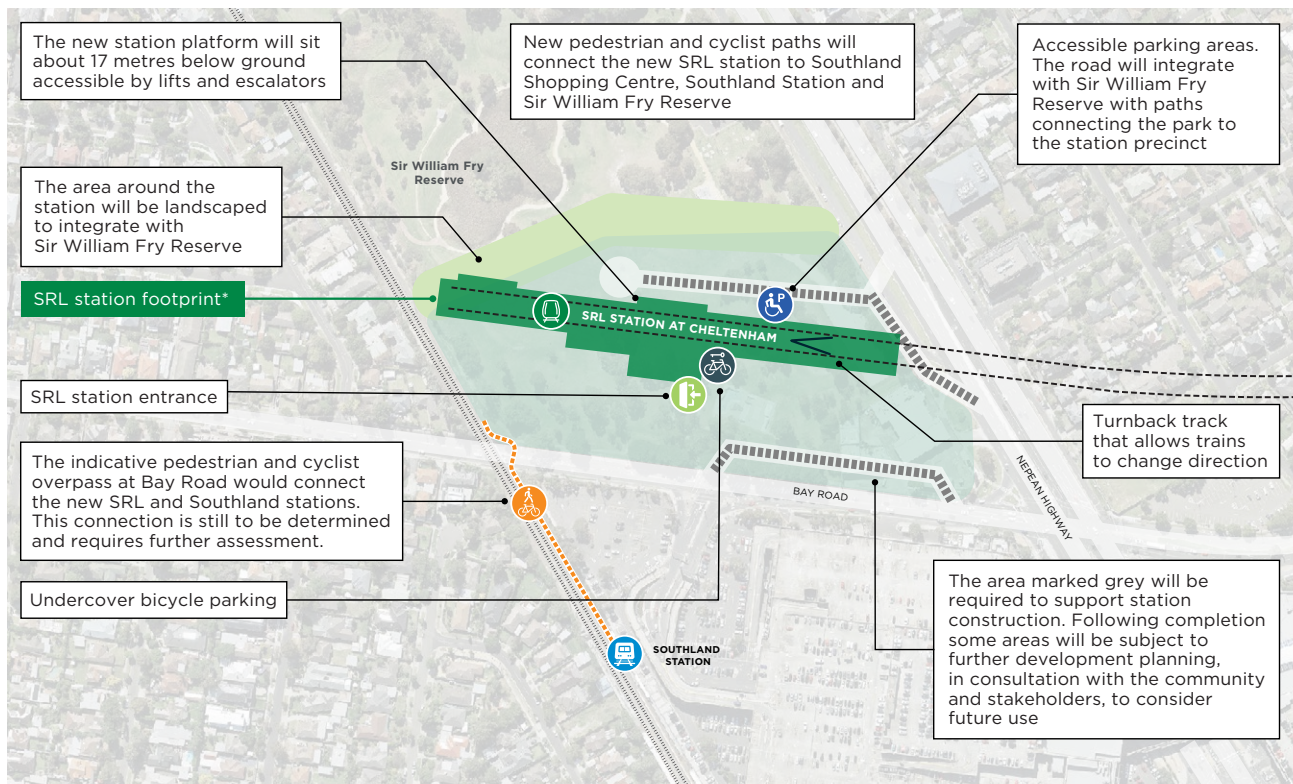 The new station platform will sit
about 17 metres below ground
accessible by lifts and escalators
New pedestrian and cyclist paths will
connect the new SRL station to Southland
Shopping Centre, Southland Station and
Sir William Fry Reserve
Accessible parking areas.
The road will integrate
with Sir William Fry
Reserve with paths
connecting the park to
the station precinct
Sir William Fry
Reserve
The area around the
station will be landscaped
to integrate with
Sir William Fry Reserve
SRL station footprint*
P
SRL STATION AT CHELTENHAM
SRL station entrance
Turnback track
that allows trains
to change direction
The indicative pedestrian and cyclist
overpass at Bay Road would connect
the new SRL and Southland stations.
This connection is still to be determined
and requires further assessment.
BAY ROAD
NEPEAN HIGHWAY
Undercover bicycle parking
The area marked grey will be
required to support station
construction. Following completion
some areas will be subject to
further development planning,
in consultation with the community
and stakeholders, to consider
future use
SOUTHLAND
STATION